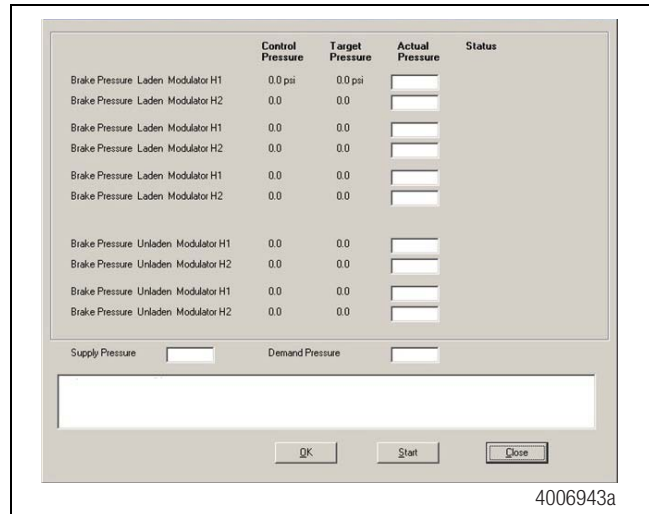 Control Pressure Target Pressure Actual Pressure Status
Brake Pressure Laden Modulator H1 0.0 psi 0.0 psi
Brake Pressure Laden Modulator H2 0.0 0.0
Brake Pressure Laden Modulator H1 0.0 0.0
Brake Pressure Laden Modulator H2 0.0 0.0
Brake Pressure Laden Modulator H1 0.0 0.0
Brake Pressure Laden Modulator H2 0.0 0.0
Brake Pressure Unladen Modulator H1 0.0 0.0
Brake Pressure Unladen Modulator H2 0.0 0.0
Brake Pressure Unladen Modulator H1 0.0 0.0
Brake Pressure Unladen Modulator H2 0.0 0.0
Supply Pressure Demand Pressure
OK Start Close
4006943a